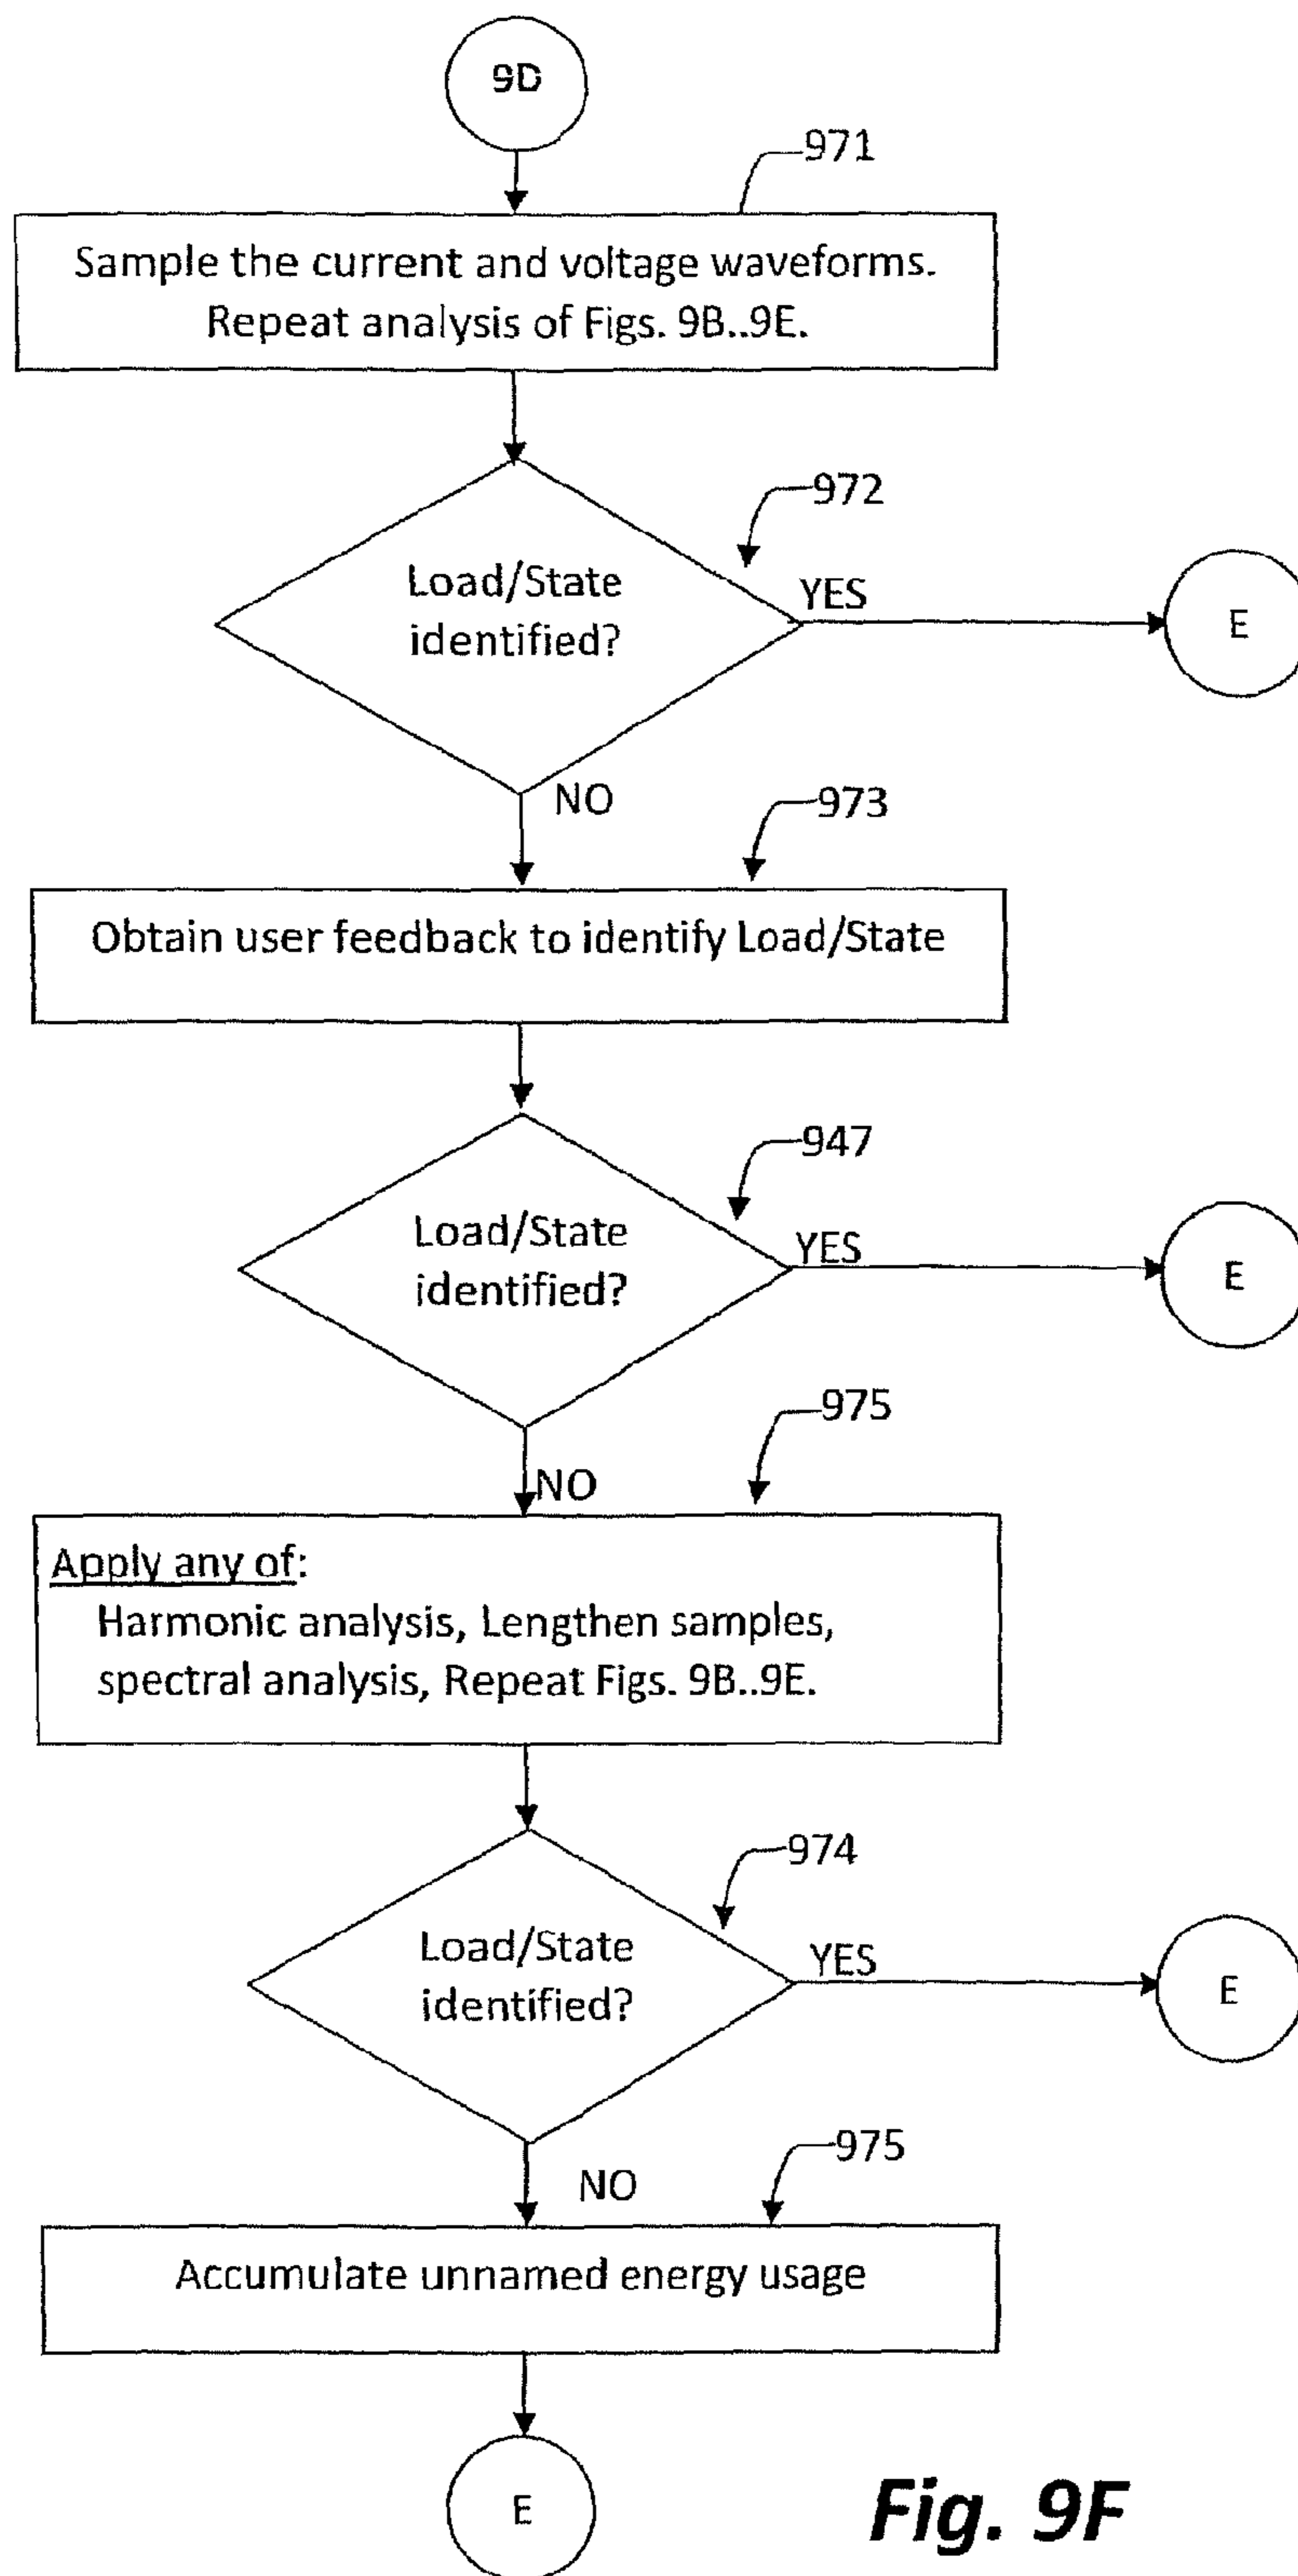 9D
971
Sample the current and voltage waveforms.
Repeat analysis of Figs. 9B..9E.
972
Load/State
identified?
YES
E
NO
973
Obtain user feedback to identify Load/State
947
Load/State
identified?
YES
E
975
NO
Apply any of:
Harmonic analysis, Lengthen samples,
spectral analysis, Repeat Figs. 9B..9E.
974
Load/State
identified?
YES
E
975
NO
Accumulate unnamed energy usage
E
Fig. 9F